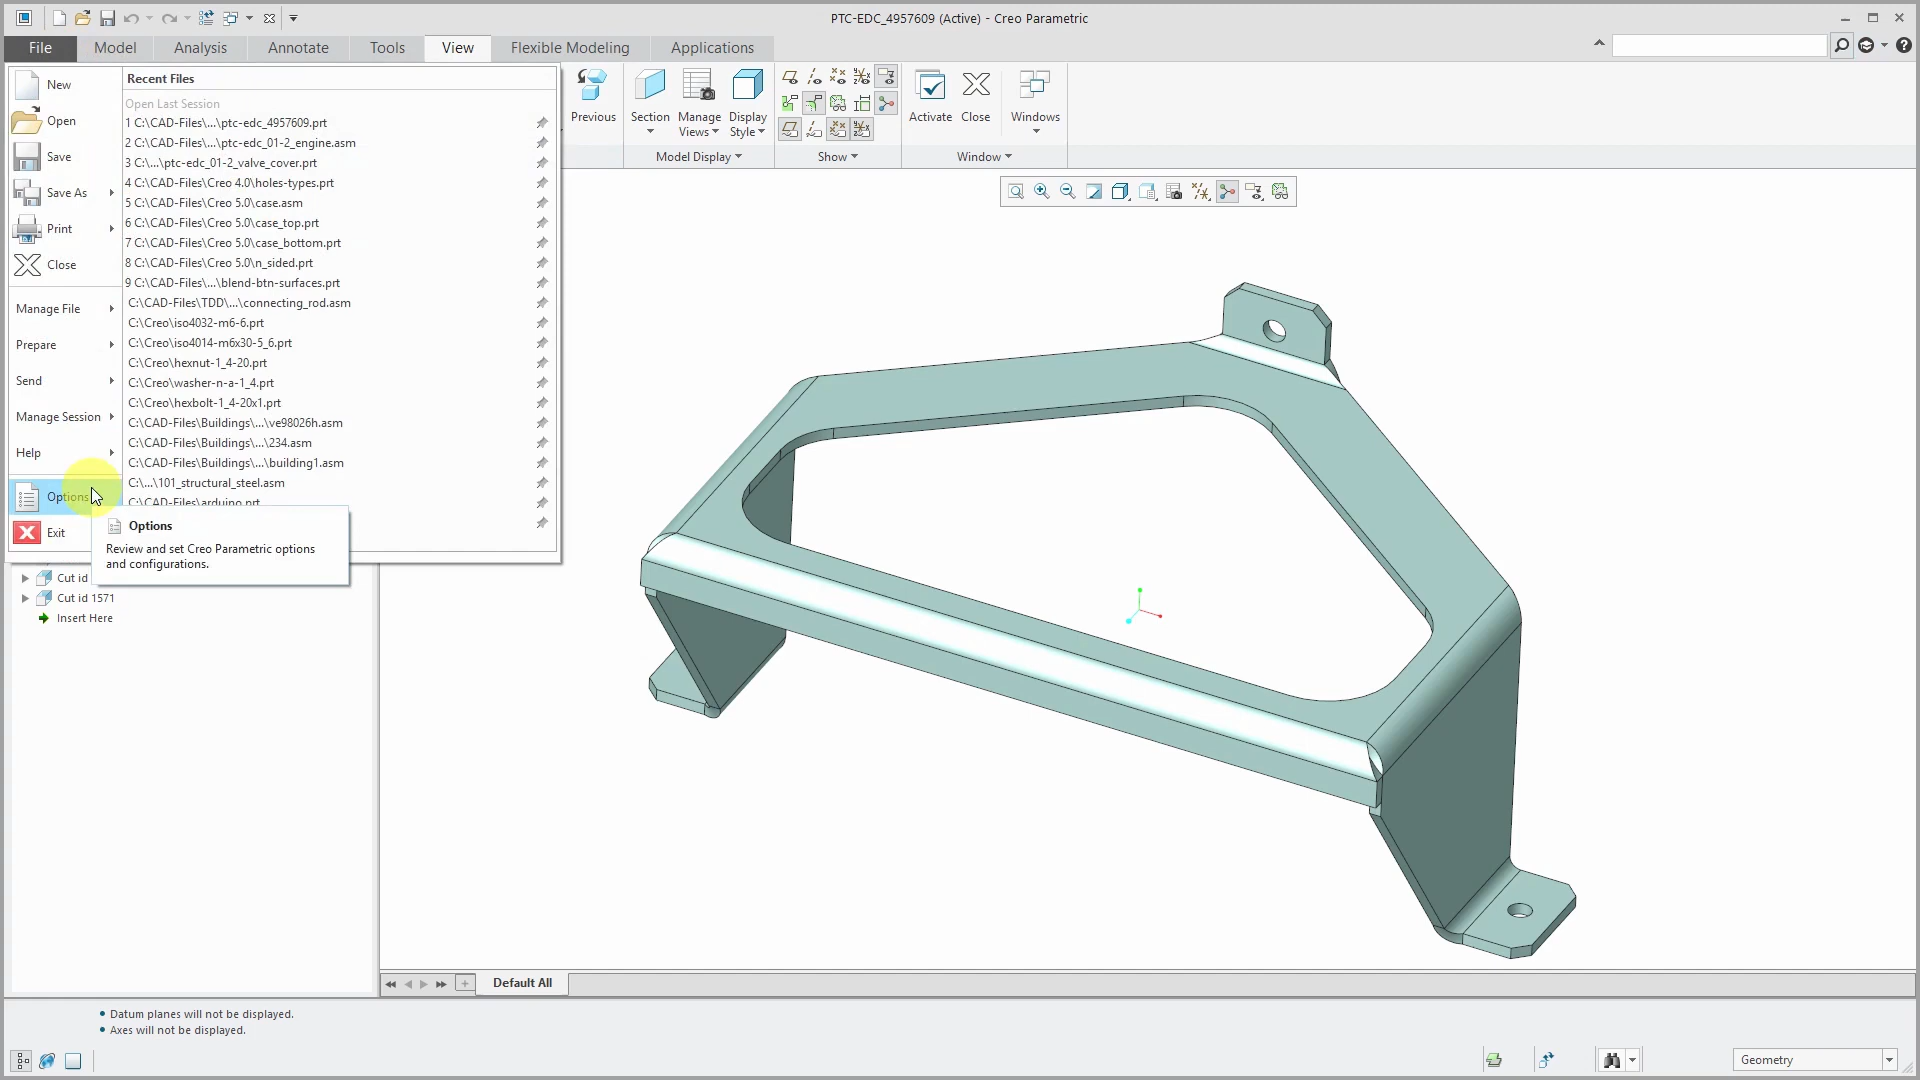 PTC-EDC_4957609 (Active) - Creo Parametric
File
Model
Analysis
Annotate
Tools
View
Flexible Modeling
Applications
New
Open
Save
Save As
Print
Close
Manage File
Prepare
Send
Manage Session
Help
Options
Exit
Recent Files
Open Last Session
1 C:\CAD-Files\...\ptc-edc_4957609.prt
2 C:\CAD-Files\...\ptc-edc_01-2_engine.asm
3 C:\...\ptc-edc_01-2_valve_cover.prt
4 C:\CAD-Files\Creo 4.0\holes-types.prt
5 C:\CAD-Files\Creo 5.0\case.asm
6 C:\CAD-Files\Creo 5.0\case_top.prt
7 C:\CAD-Files\Creo 5.0\case_bottom.prt
8 C:\CAD-Files\Creo 5.0\n_sided.prt
9 C:\CAD-Files\...\blend-btn-surfaces.prt
C:\CAD-Files\TDD\...\connecting_rod.asm
C:\Creo\iso4032-m6-6.prt
C:\Creo\iso4014-m6x30-5_6.prt
C:\Creo\hexnut-1_4-20.prt
C:\Creo\washer-n-a-1_4.prt
C:\Creo\hexbolt-1_4-20x1.prt
C:\CAD-Files\Buildings\...\ve98026h.asm
C:\CAD-Files\Buildings\...\234.asm
C:\CAD-Files\Buildings\...\building1.asm
C:\...\101_structural_steel.asm
C:\CAD-Files\arduino.prt
Options
Review and set Creo Parametric options
and configurations.
Previous
Section
Manage
Views
Display
Style
Model Display
Show
Activate
Close
Windows
Window
Cut id
Cut id 1571
Insert Here
Default All
Datum planes will not be displayed.
Axes will not be displayed.
Geometry